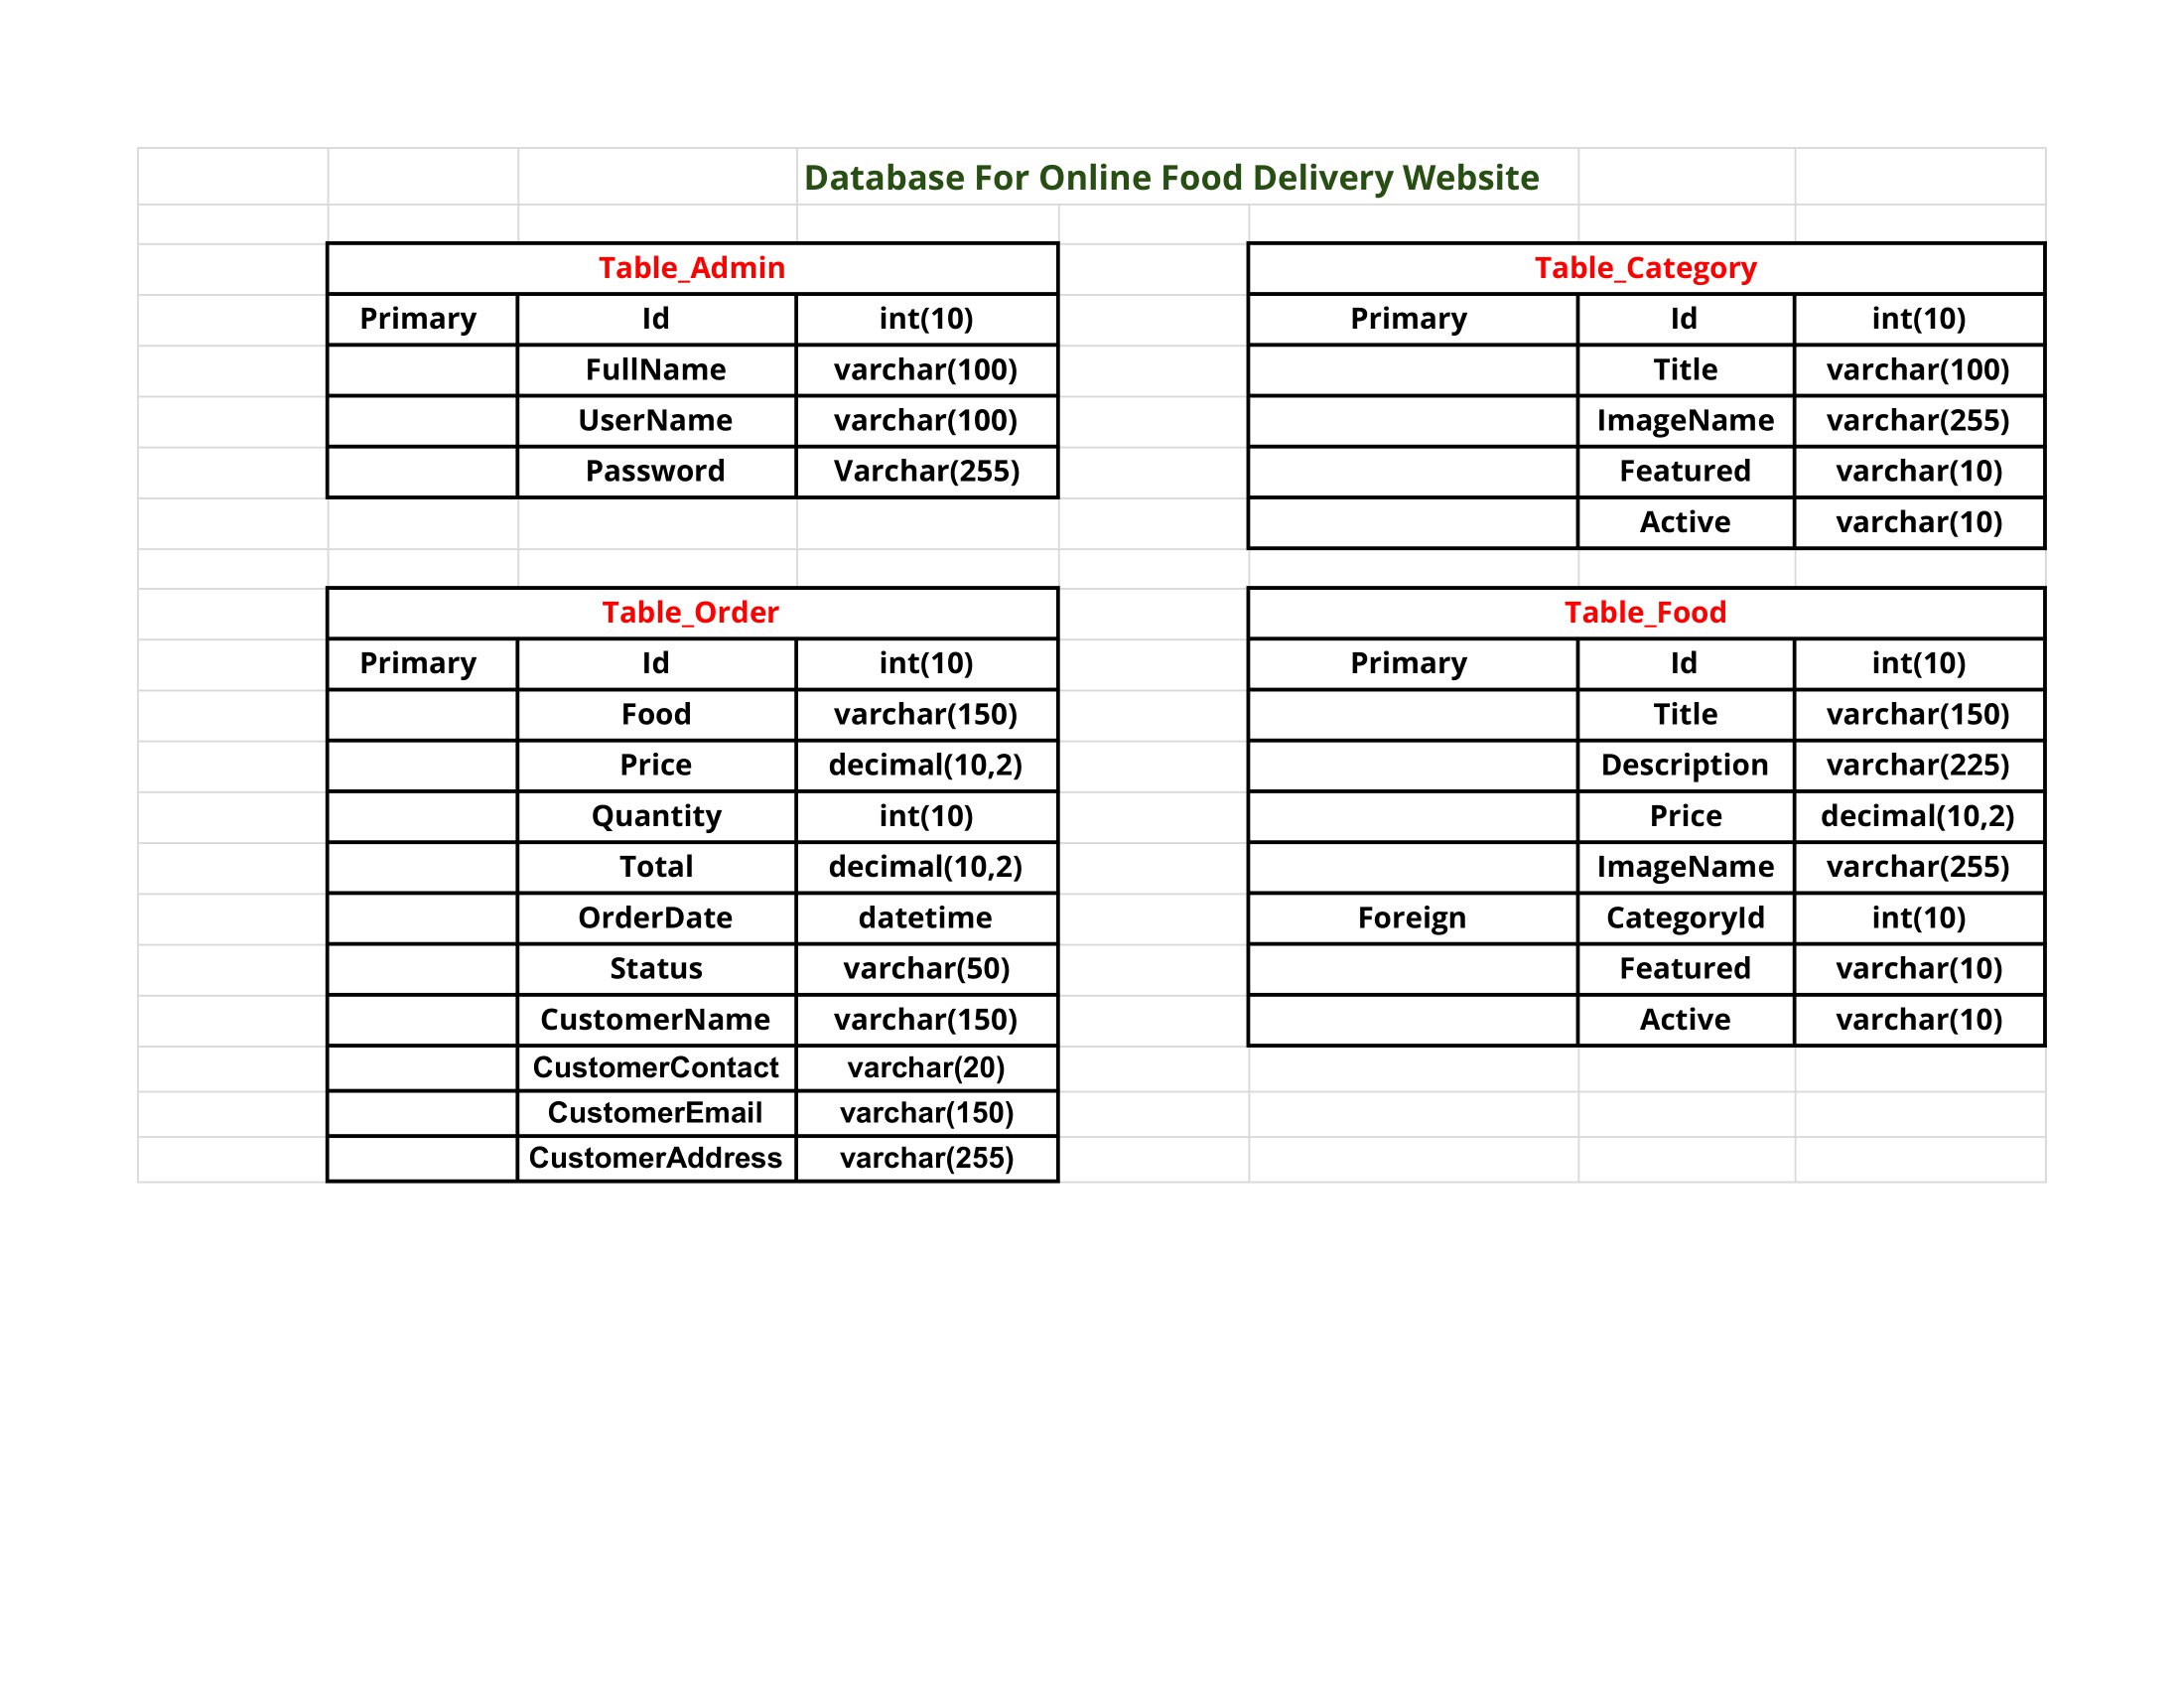 Database For Online Food Delivery Website
Table_Admin
Primary Id int(10)
FullName varchar(100)
UserName varchar(100)
Password Varchar(255)
Table_Category
Primary Id int(10)
Title varchar(100)
ImageName varchar(255)
Featured varchar(10)
Active varchar(10)
Table_Order
Primary Id int(10)
Food varchar(150)
Price decimal(10,2)
Quantity int(10)
Total decimal(10,2)
OrderDate datetime
Status varchar(50)
CustomerName varchar(150)
CustomerContact varchar(20)
CustomerEmail varchar(150)
CustomerAddress varchar(255)
Table_Food
Primary Id int(10)
Title varchar(150)
Description varchar(225)
Price decimal(10,2)
ImageName varchar(255)
Foreign CategoryId int(10)
Featured varchar(10)
Active varchar(10)